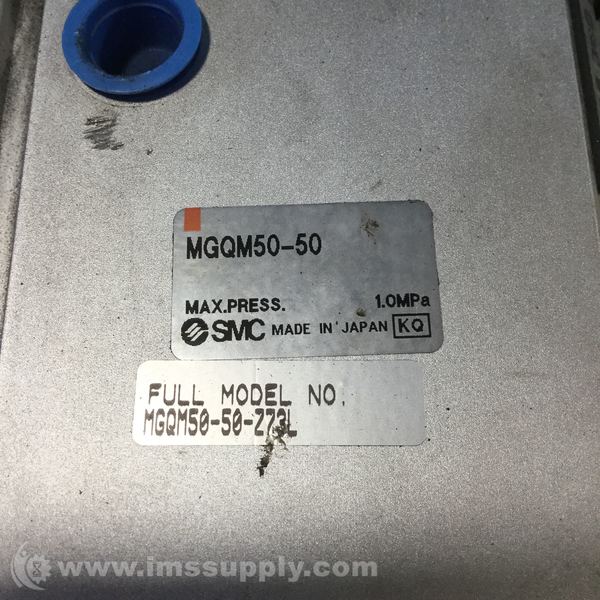 MGQM50-50
MAX.PRESS. 1.0MPa
SMC MADE IN JAPAN KQ
FULL MODEL NO.
MGQM50-50-Z73L
www.imssupply.com